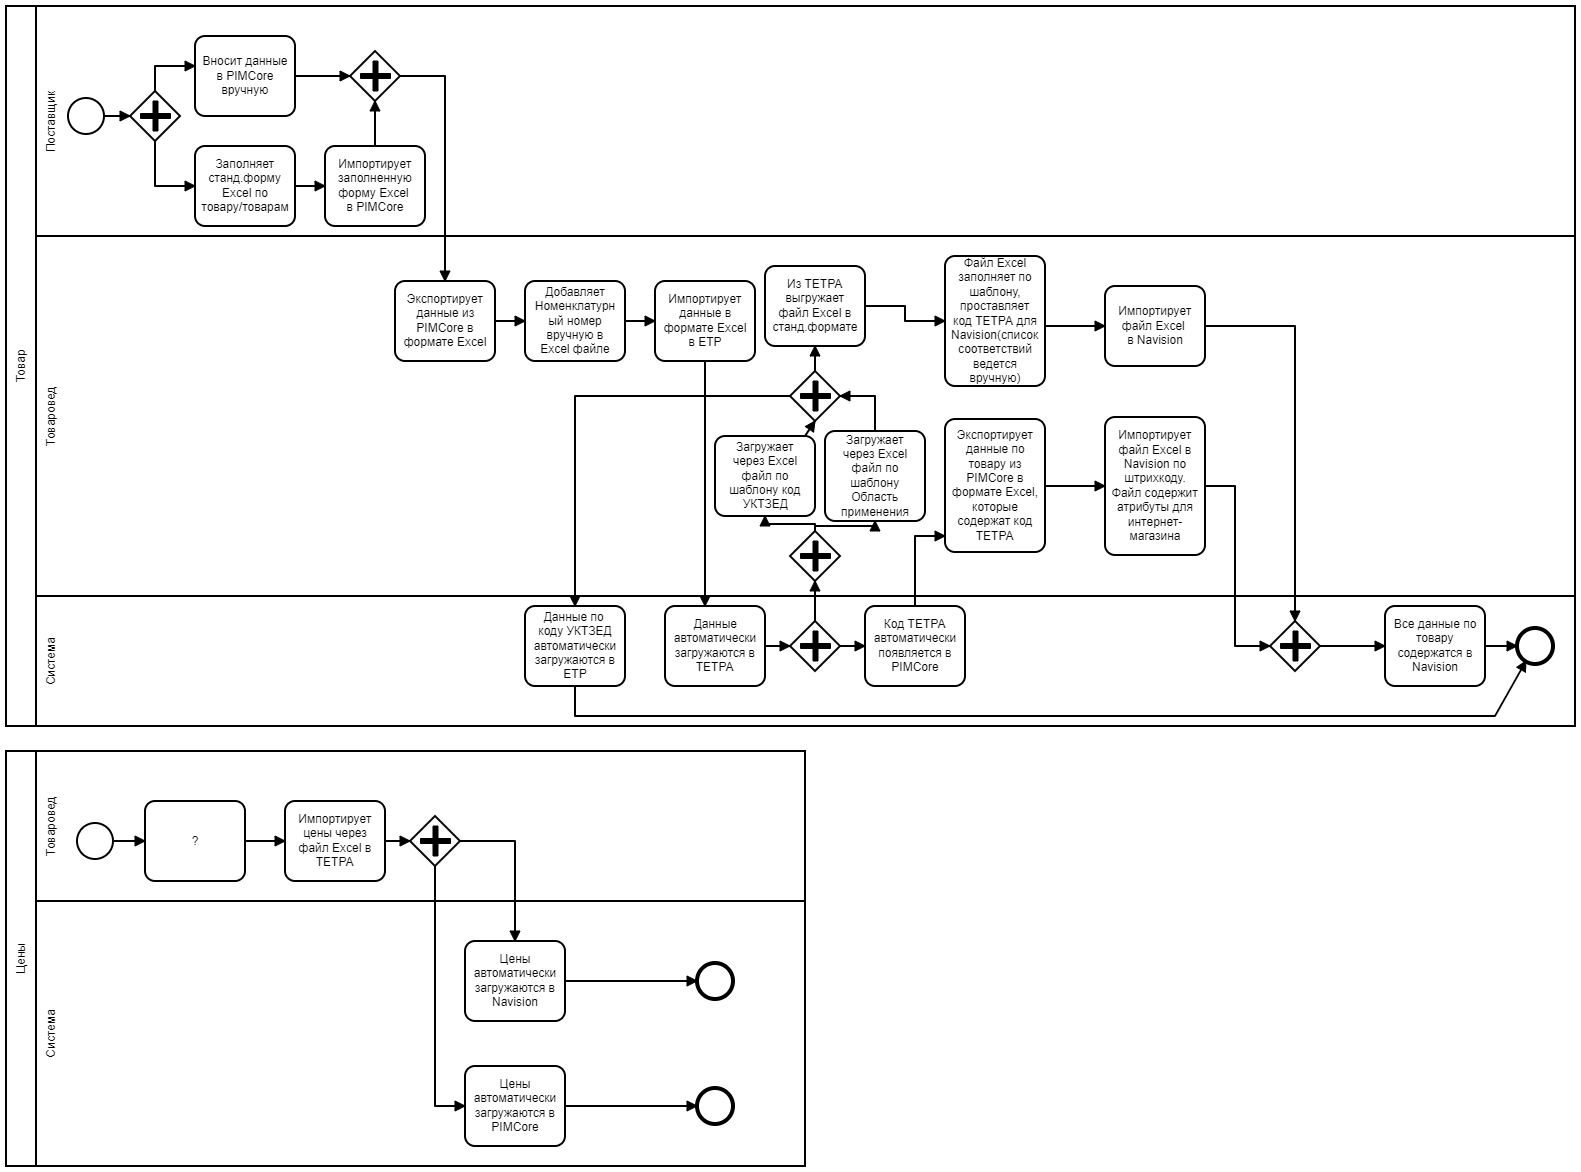 Товар
Поставщик
Вносит данные
в PIMCore
вручную
Заполняет
станд.форму
Excel по
товару/товарам
Импортирует
заполненную
форму Excel
в PIMCore
Товаровед
Экспортирует
данные из
PIMCore в
формате Excel
Добавляет
Номенклатурн
ый номер
вручную в
Excel файле
Импортирует
данные в
формате Excel
в ETP
Из ТЕТРА
выгружает
файл Excel в
станд.формате
Файл Excel
заполняет по
шаблону,
проставляет
код ТЕТРА для
Navision(список
соответствий
ведется
вручную)
Импортирует
файл Excel
в Navision
Загружает
через Excel
файл по
шаблону код
УКТЗЕД
Загружает
через Excel
файл по
шаблону
Область
применения
Экспортирует
данные по
товару из
PIMCore в
формате Excel,
которые
содержат код
ТЕТРА
Импортирует
файл Excel в
Navision по
штрихкоду.
Файл содержит
атрибуты для
интернет-
магазина
Система
Данные по
коду УКТЗЕД
автоматически
загружаются в
ETP
Данные
автоматически
загружаются в
ТЕТРА
Код ТЕТРА
автоматически
появляется в
PIMCore
Все данные по
товару
содержатся в
Navision
Цены
Товаровед
?
Импортирует
цены через
файл Excel в
ТЕТРА
Система
Цены
автоматически
загружаются в
Navision
Цены
автоматически
загружаются в
PIMCore